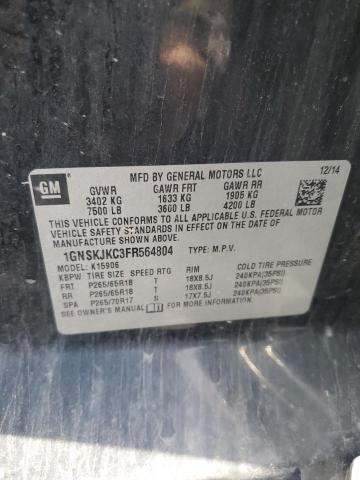 MFD BY GENERAL MOTORS LLC 12/14
GM
GVWR GAWR FRT GAWR RR
3402 KG 1633 KG 1905 KG
7500 LB 3600 LB 4200 LB
THIS VEHICLE CONFORMS TO ALL APPLICABLE U.S. FEDERAL MOTOR
VEHICLE SAFETY STANDARDS IN EFFECT ON THE DATE OF
MANUFACTURE SHOWN ABOVE.
1GNSKJKC3FR564804 TYPE: M.P.V.
MODEL: K15906
KBPW TIRE SIZE SPEED RTG RIM COLD TIRE PRESSURE
FRT P265/65R18 T 18X8.5J 240KPA(35PSI)
RR P265/65R18 T 18X8.5J 240KPA(35PSI)
SPA P265/70R17 S 17X7.5J 240KPA(35PSI)
SEE OWNER'S MANUAL FOR ADDITIONAL INFORMATION.